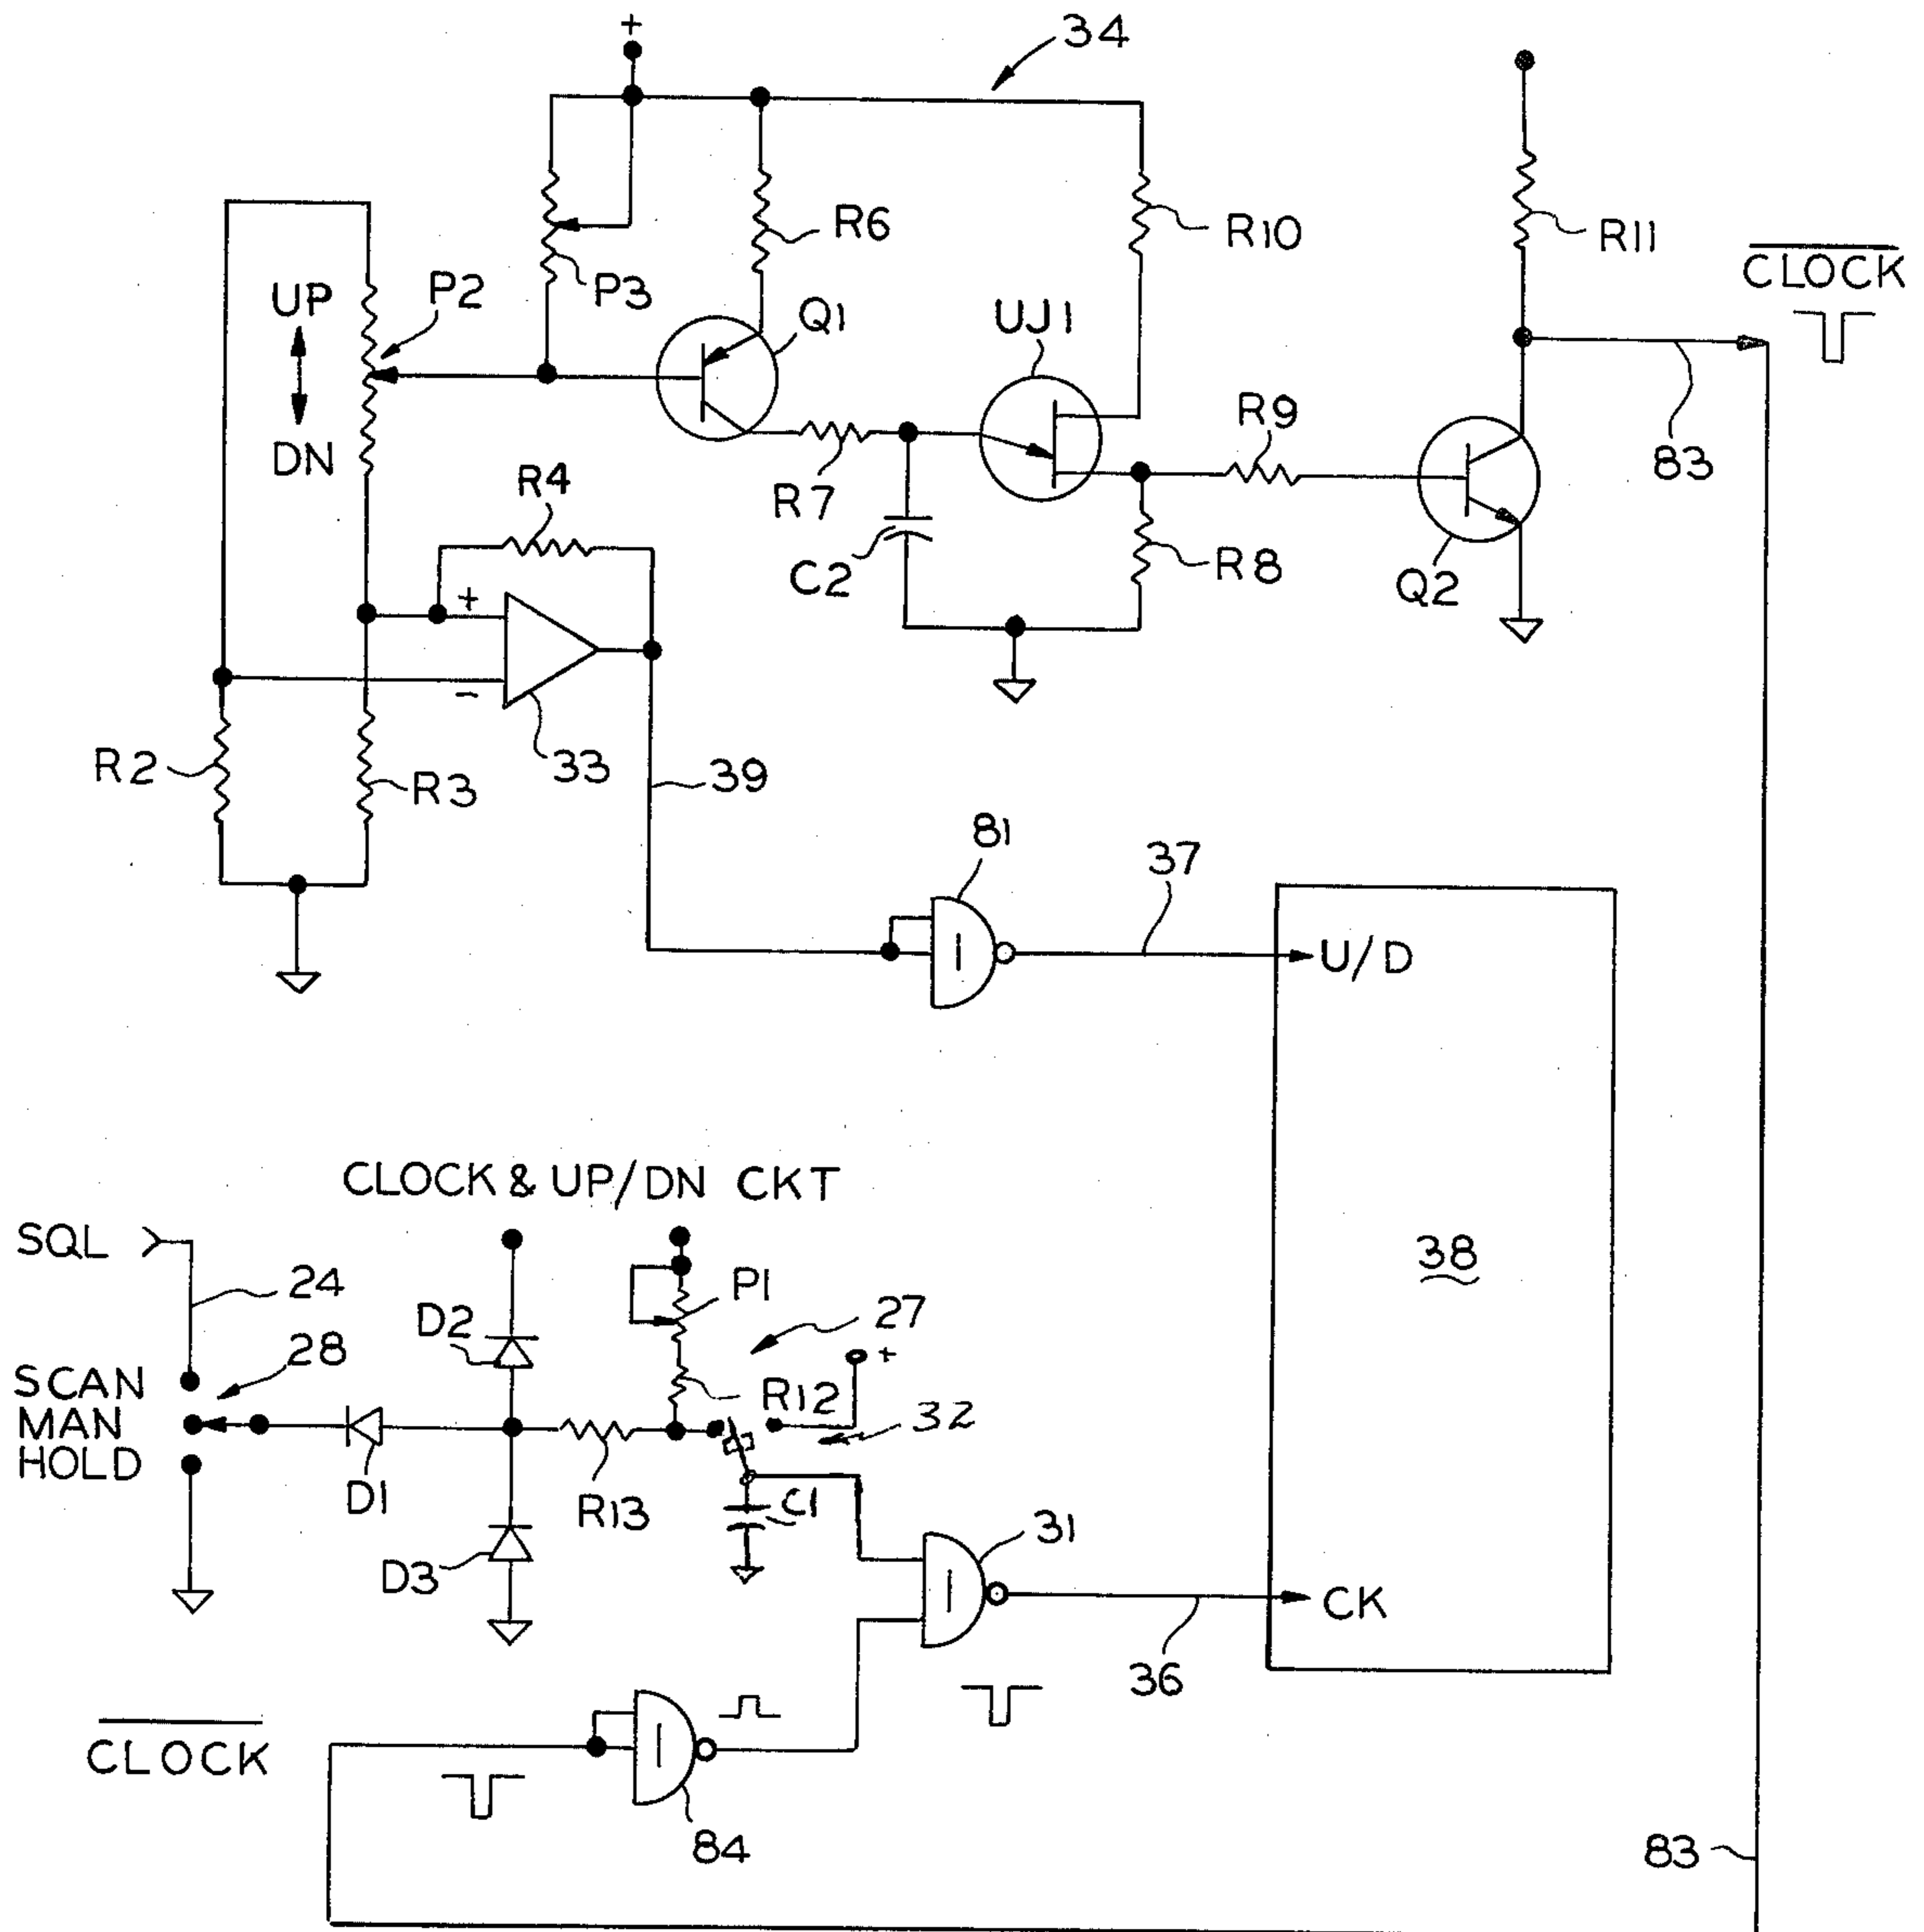 +
34
R6
R10
R11
CLOCK
UP
P2
P3
Q1
UJ1
DN
R9
83
R4
R7
C2
R8
Q2
+
-
R2
R3
33
39
81
37
U/D
CLOCK & UP/DN CKT
SQL
24
P1
27
38
D2
28
SCAN
MAN
HOLD
R12
+
32
D1
R13
C1
31
D3
CK
36
CLOCK
84
83